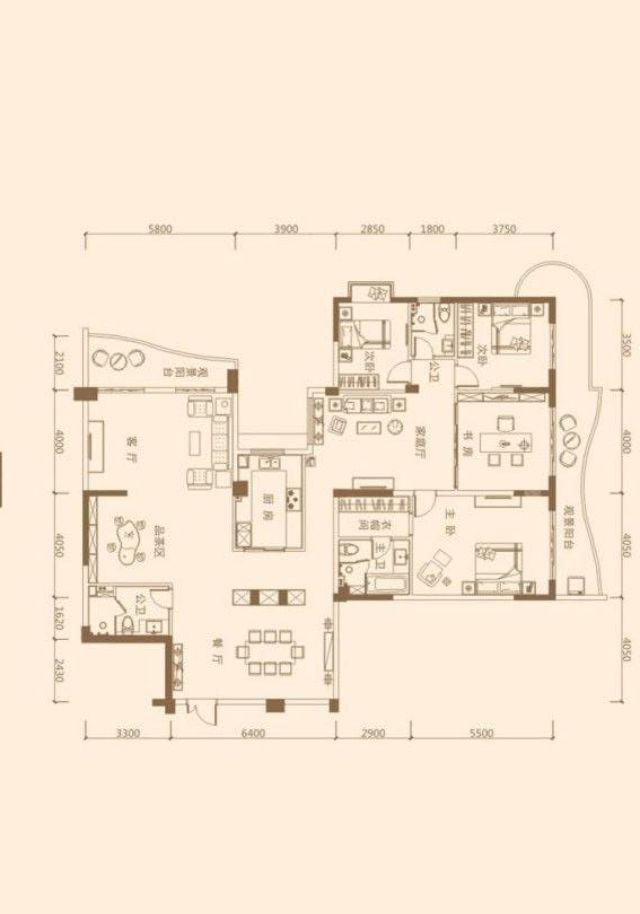 5800
3900
2850
1800
3750
2100
4000
4050
1620
2430
3500
4000
4050
4050
观景阳台
次卧
公卫
次卧
客厅
家庭厅
书房
厨房
品茶区
衣帽间
主卧
观景阳台
主卫
公卫
餐厅
3300
6400
2900
5500